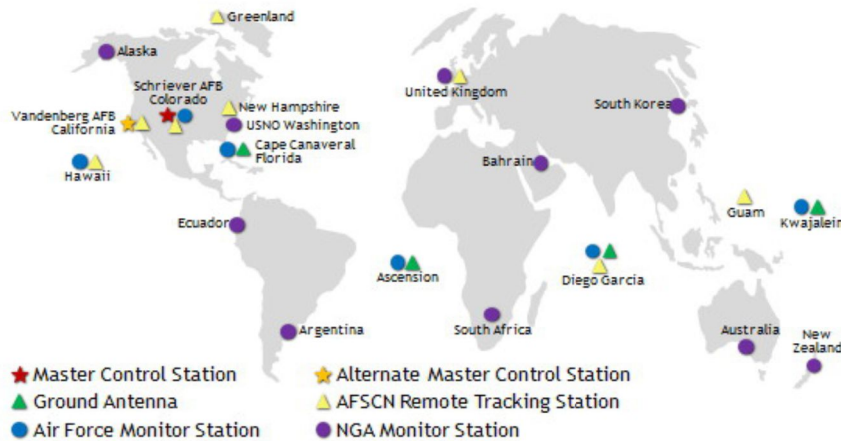 Greenland
Alaska
Schriever AFB
Colorado
United Kingdom
New Hampshire
South Korea
Vandenberg AFB
California
USNO Washington
Cape Canaveral
Florida
Bahrain
Hawaii
Guam
Ecuador
Kwajalein
Ascension
Diego Garcia
Argentina
South Africa
Australia
New
Zealand
Master Control Station
Alternate Master Control Station
Ground Antenna
AFSCN Remote Tracking Station
Air Force Monitor Station
NGA Monitor Station